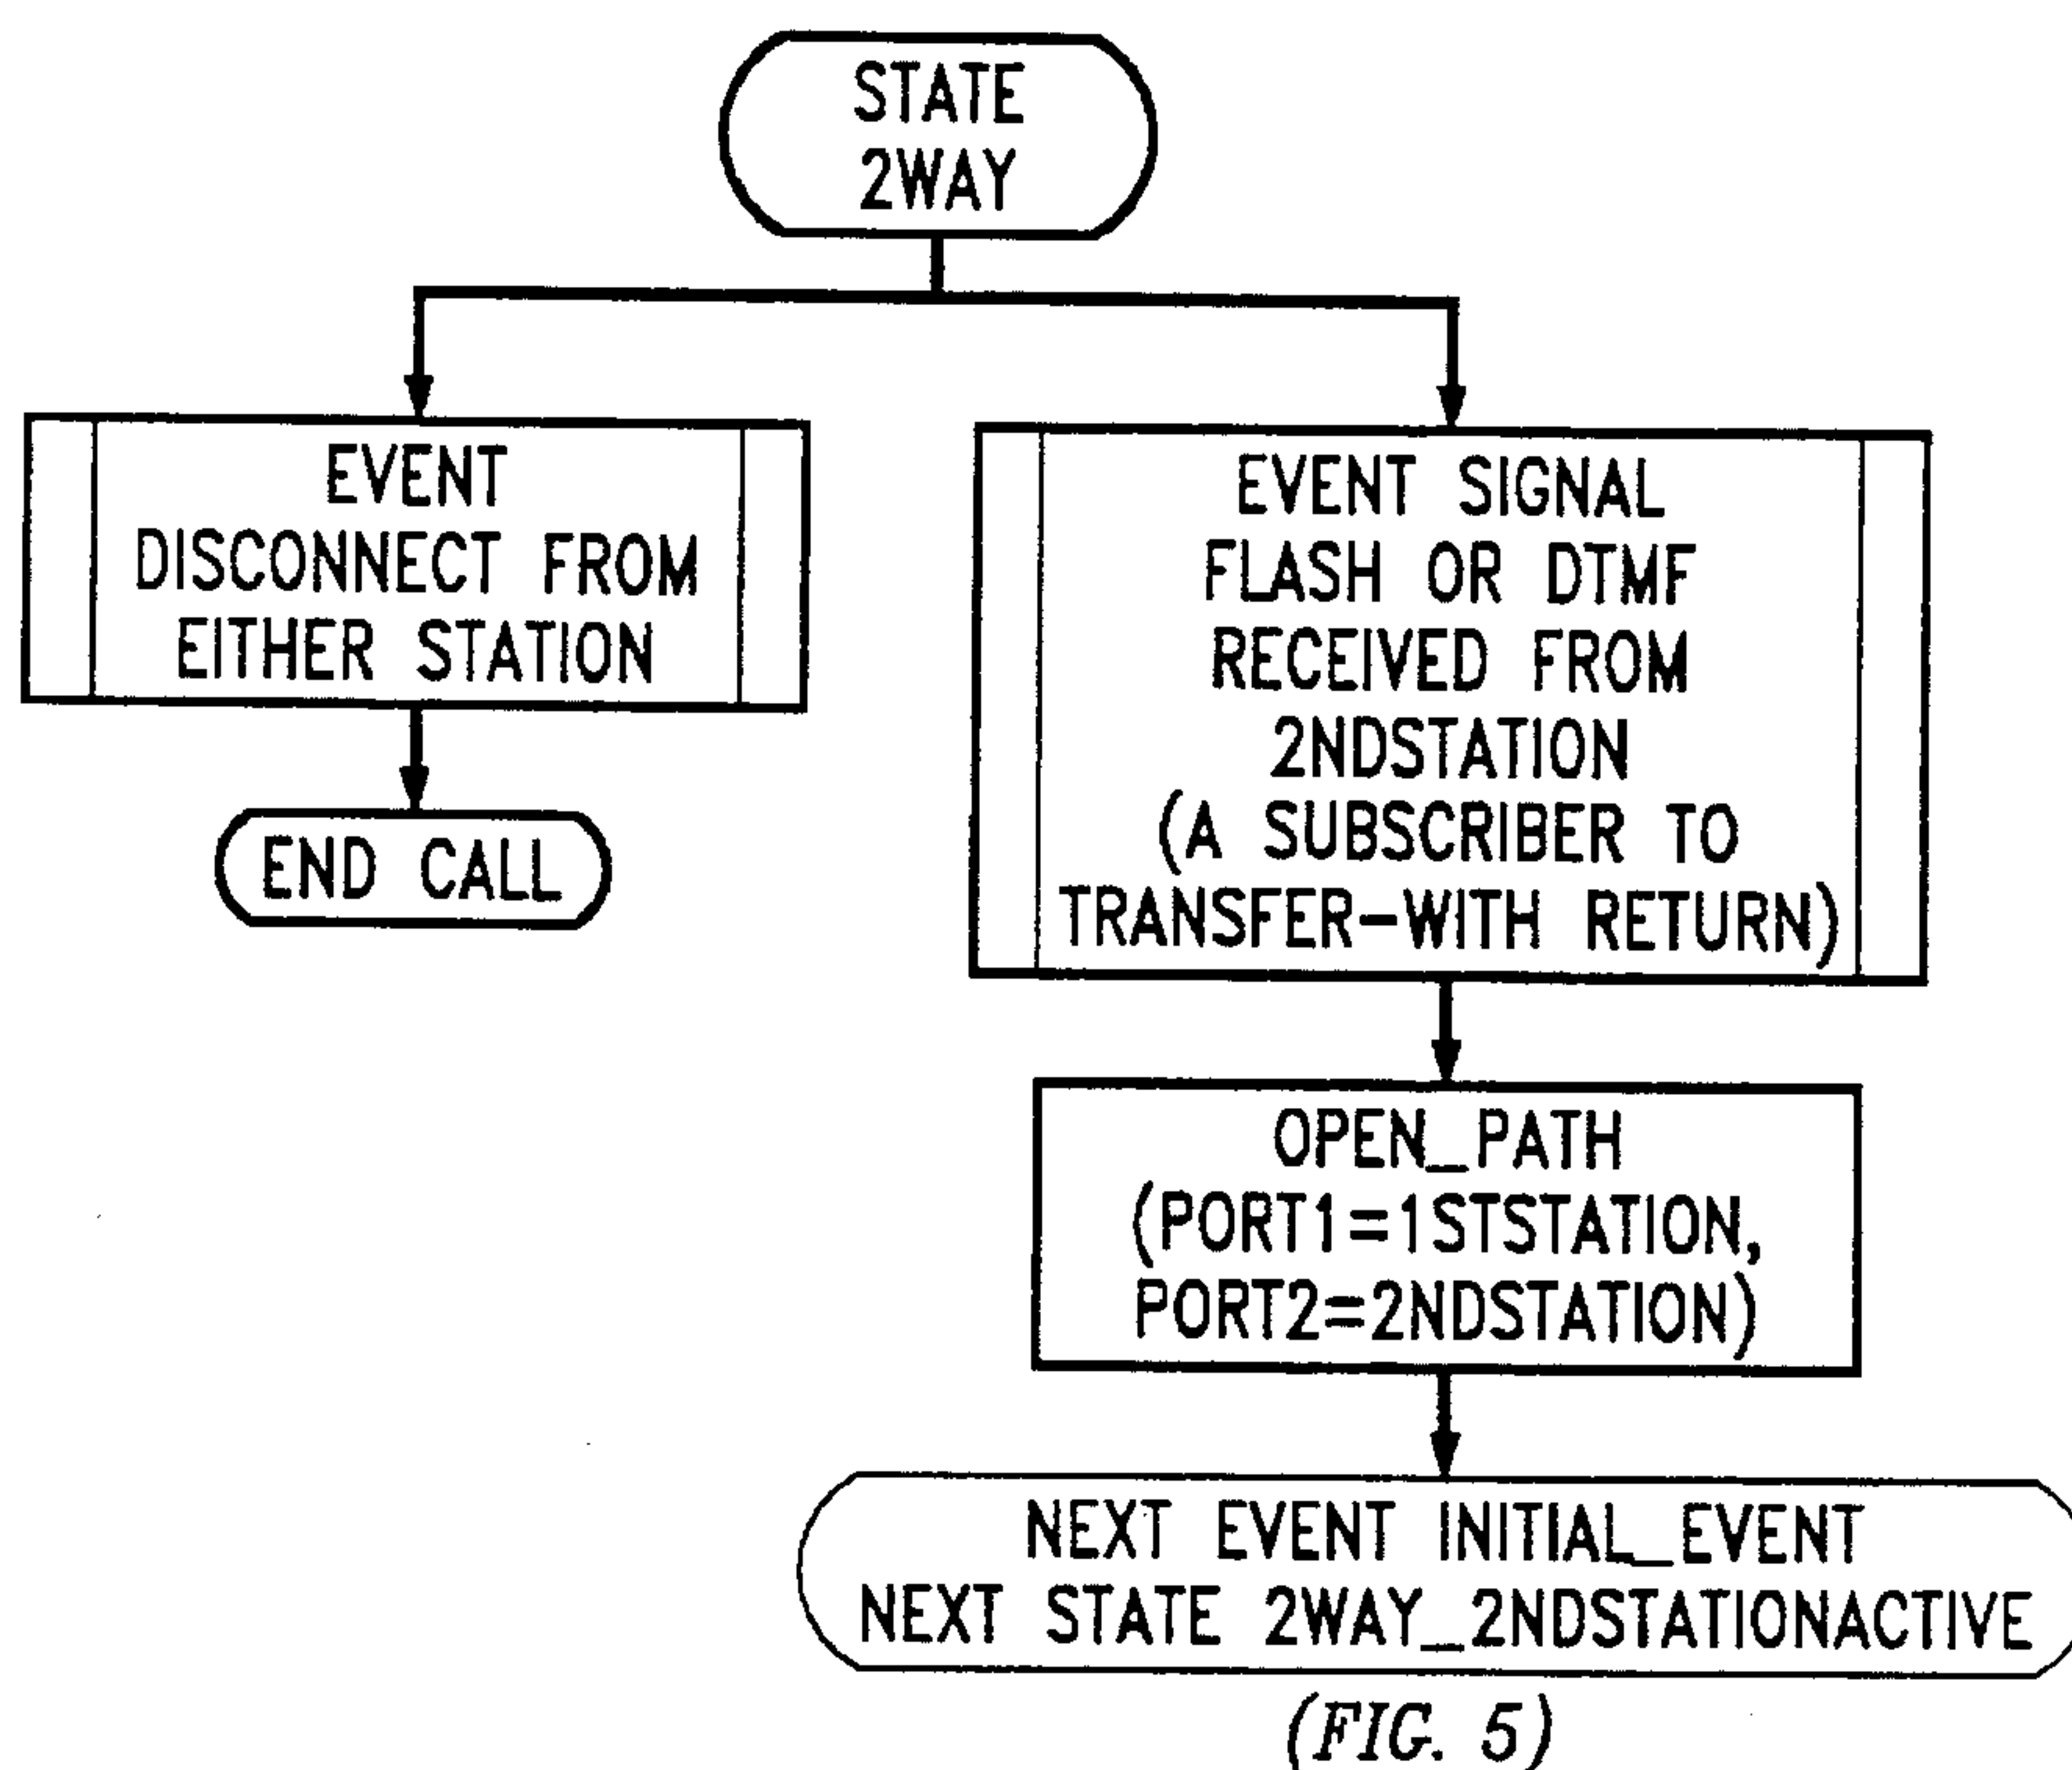 STATE
2WAY
EVENT
DISCONNECT FROM
EITHER STATION
END CALL
EVENT SIGNAL
FLASH OR DTMF
RECEIVED FROM
2NDSTATION
(A SUBSCRIBER TO
TRANSFER-WITH RETURN)
OPEN_PATH
(PORT1=1STSTATION,
PORT2=2NDSTATION)
NEXT EVENT INITIAL_EVENT
NEXT STATE 2WAY_2NDSTATIONACTIVE
(FIG. 5)